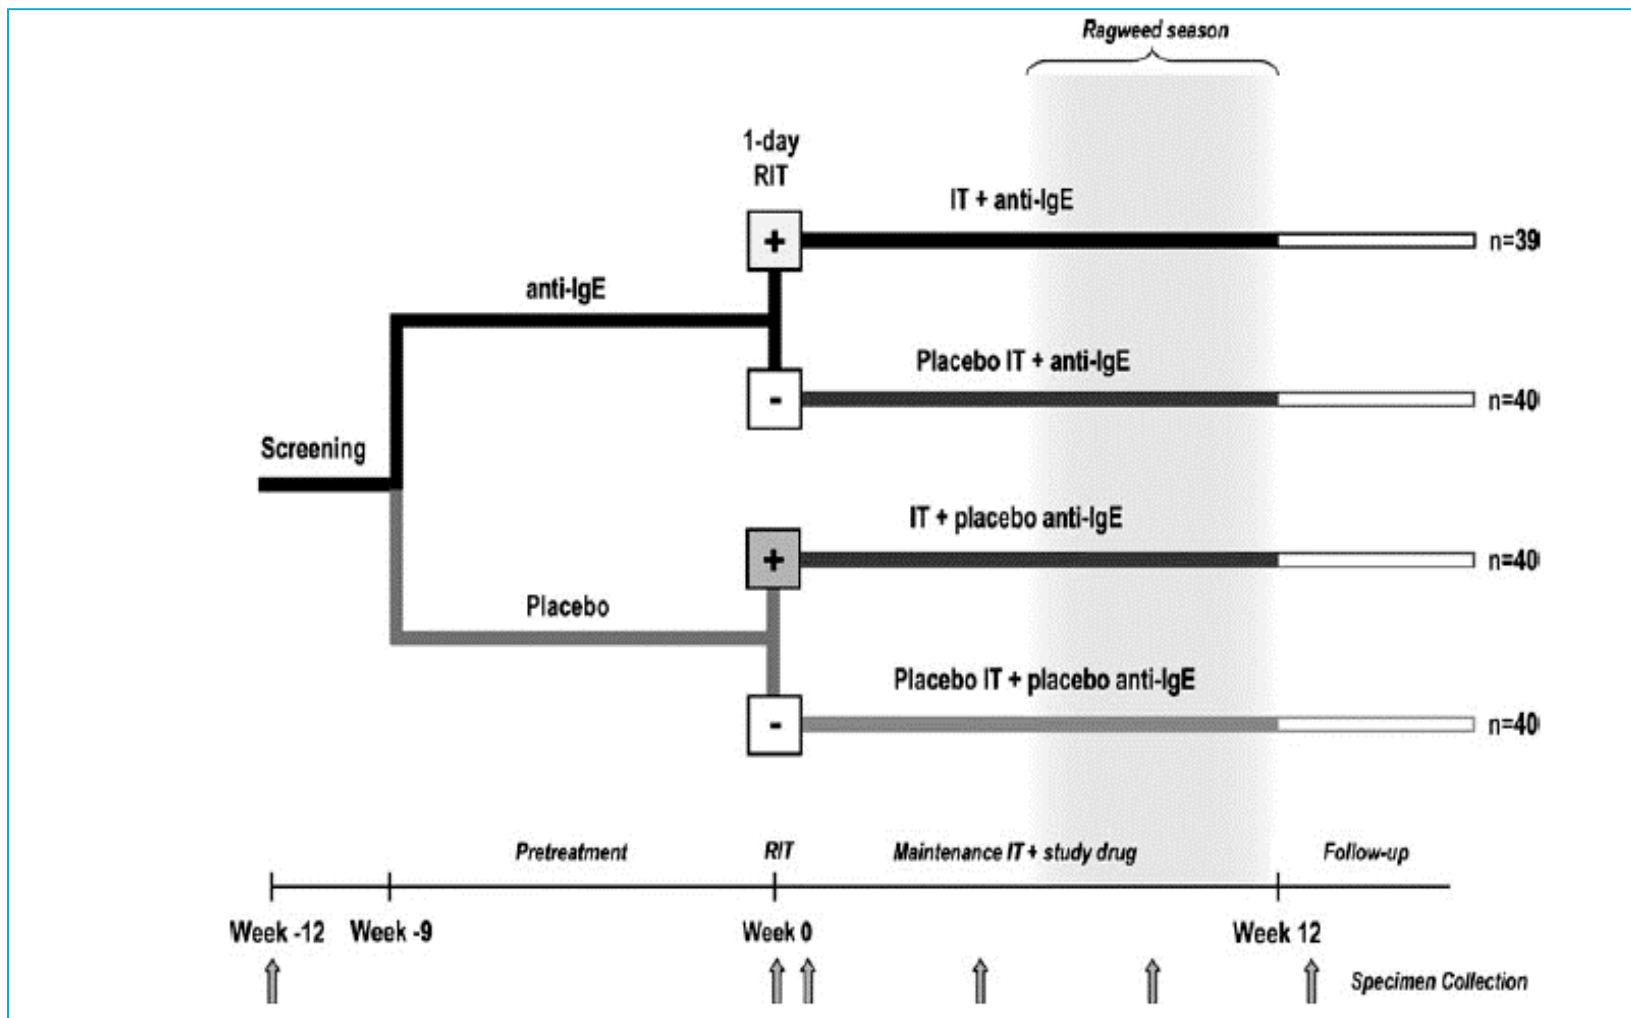 Ragweed season
1-day
RIT
IT + anti-IgE
+
n=39
anti-IgE
Placebo IT + anti-IgE
-
n=40
Screening
IT + placebo anti-IgE
+
n=40
Placebo
Placebo IT + placebo anti-IgE
-
n=40
Pretreatment RIT Maintenance IT + study drug Follow-up
Week -12 Week -9 Week 0 Week 12
Specimen Collection